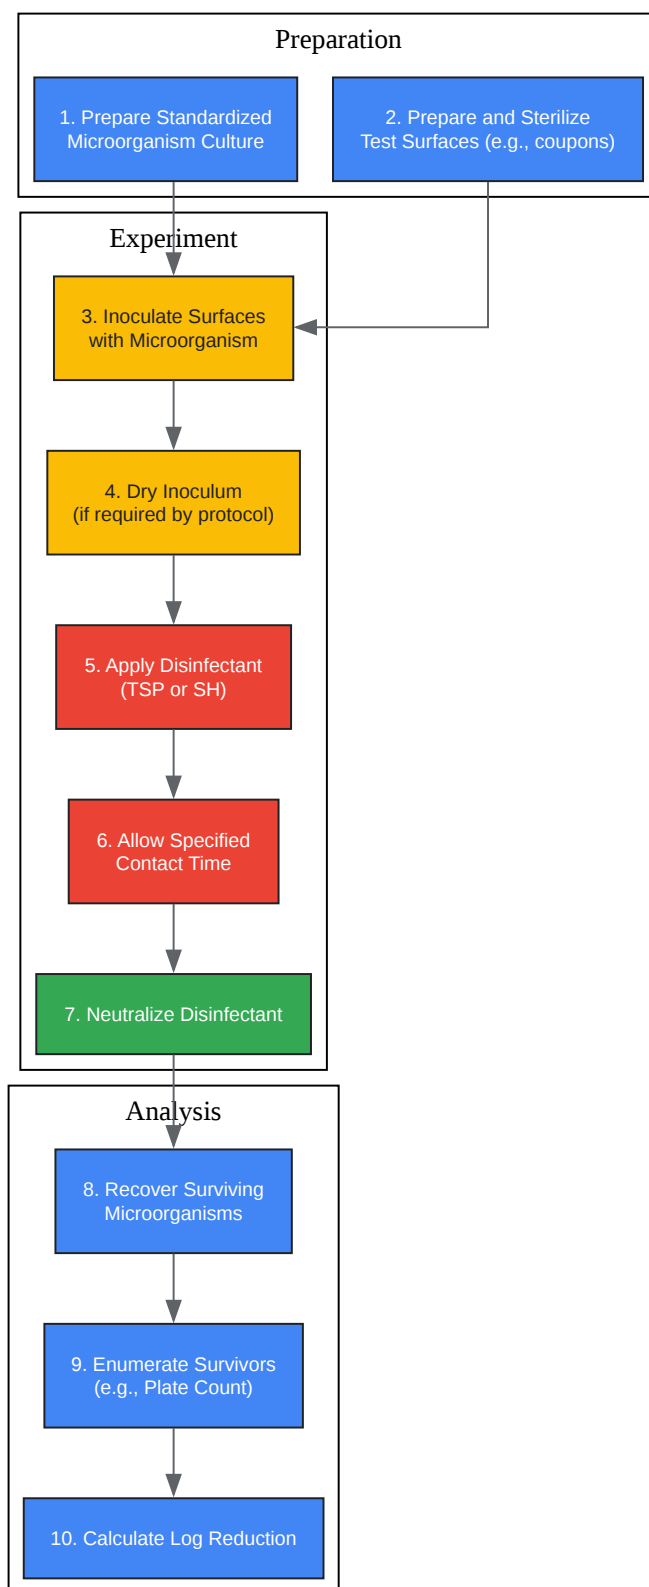 Preparation
1. Prepare Standardized
Microorganism Culture
2. Prepare and Sterilize
Test Surfaces (e.g., coupons)
Experiment
3. Inoculate Surfaces
with Microorganism
4. Dry Inoculum
(if required by protocol)
5. Apply Disinfectant
(TSP or SH)
6. Allow Specified
Contact Time
7. Neutralize Disinfectant
Analysis
8. Recover Surviving
Microorganisms
9. Enumerate Survivors
(e.g., Plate Count)
10. Calculate Log Reduction